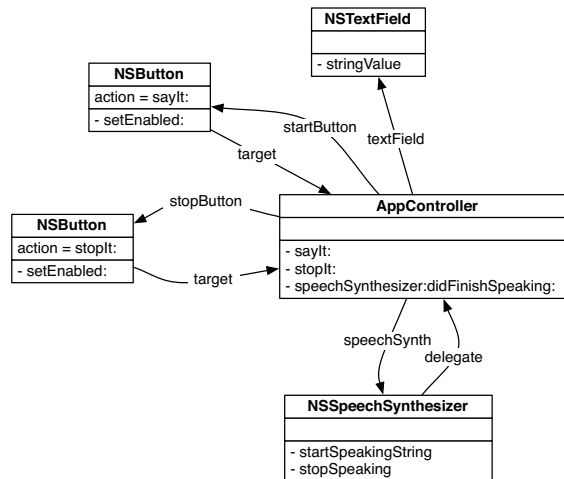 NSTextField
- stringValue
NSButton
action = sayIt:
- setEnabled:
startButton
textField
target
AppController
- sayIt:
- stopIt:
- speechSynthesizer:didFinishSpeaking:
stopButton
NSButton
action = stopIt:
- setEnabled:
target
speechSynth
delegate
NSSpeechSynthesizer
- startSpeakingString
- stopSpeaking